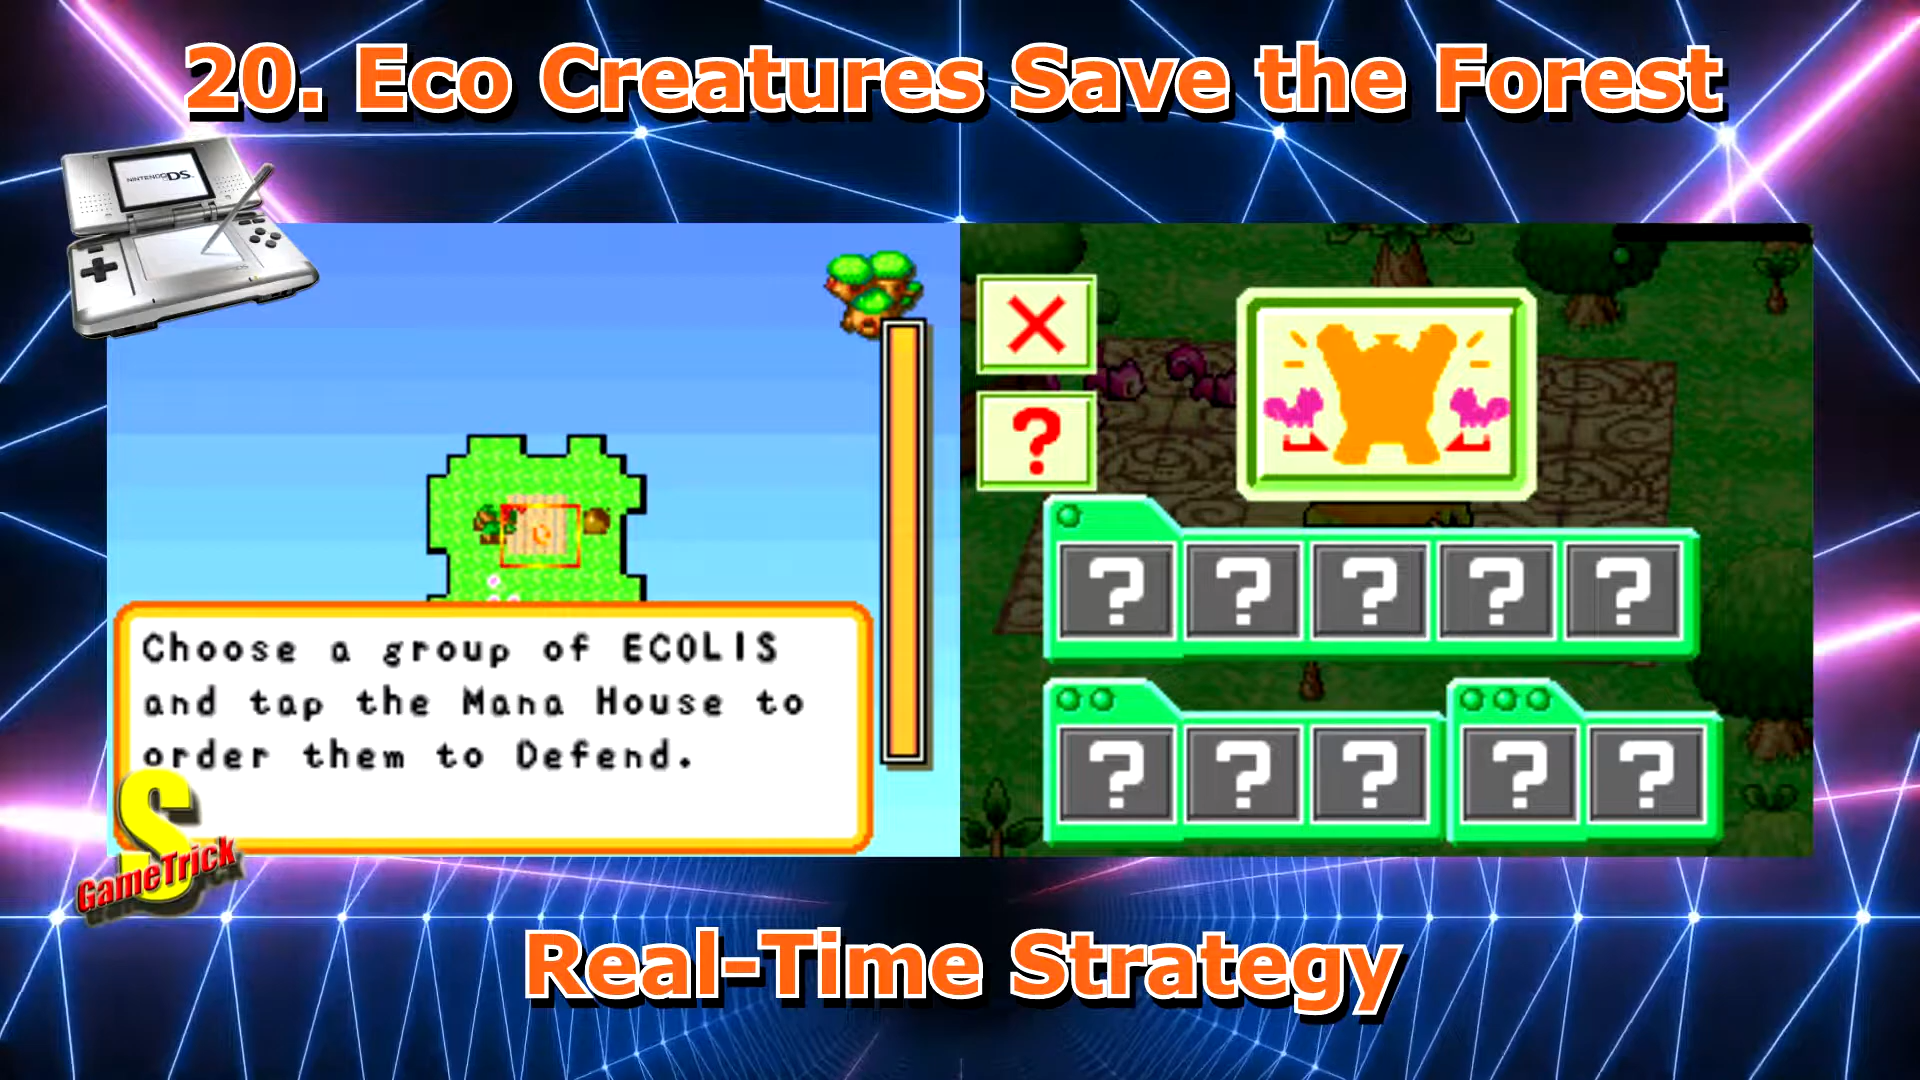 20. Eco Creatures Save the Forest
NINTENDO DS
Choose a group of ECOLIS
and tap the Mana House to
order them to Defend.
?
? ? ? ? ?
? ? ? ? ?
S
GameTrick
Real-Time Strategy